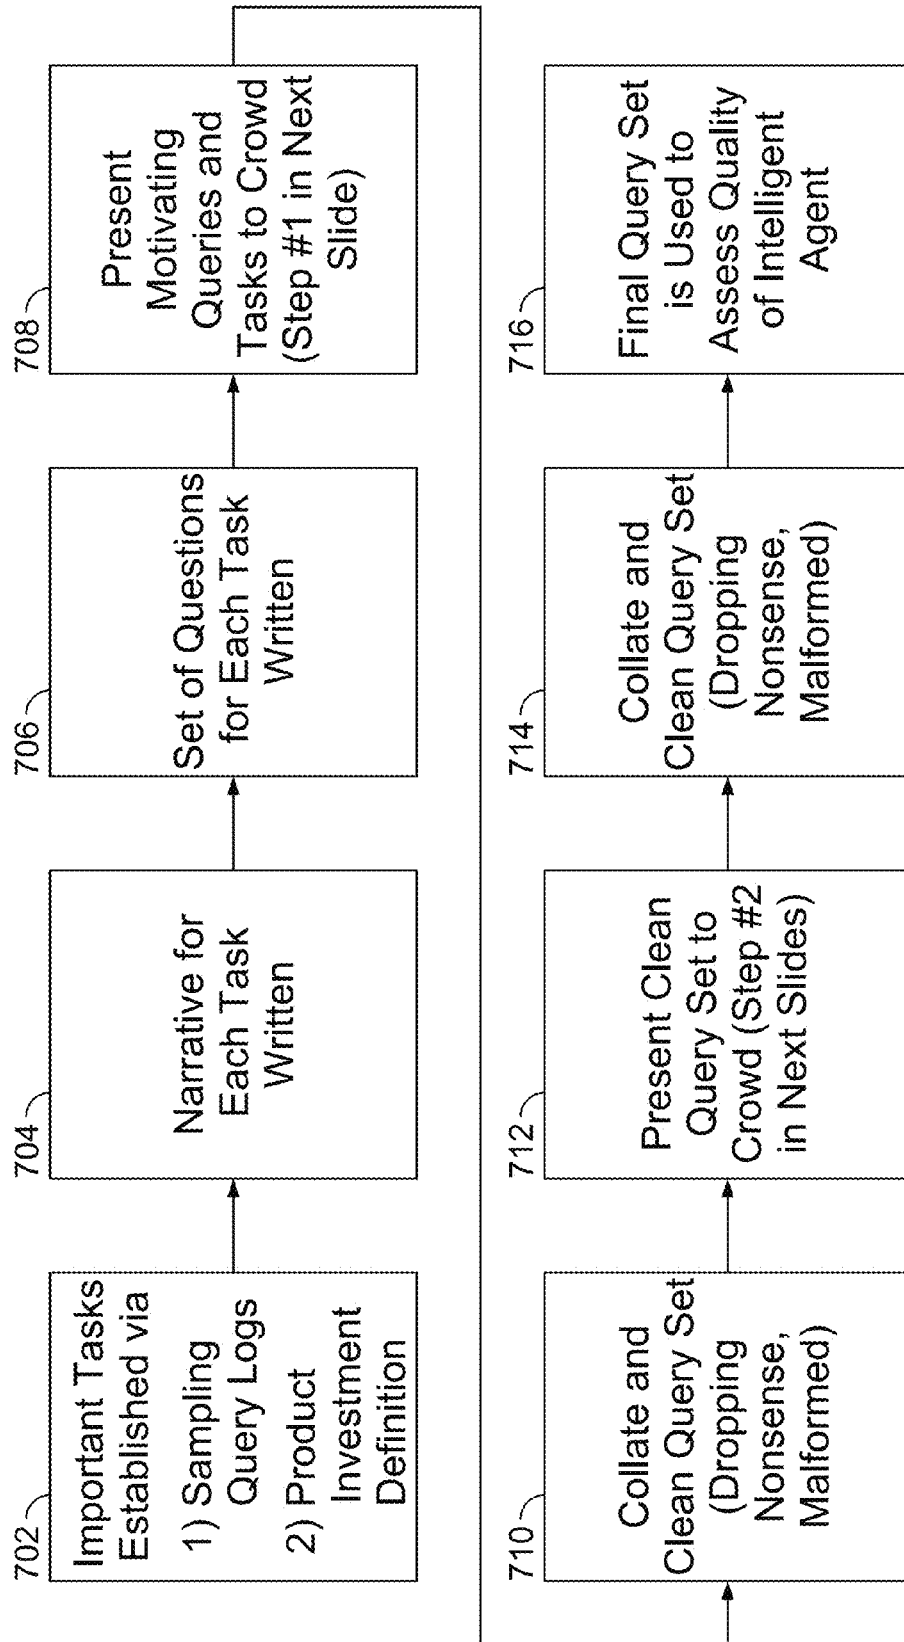 702
Important Tasks
Established via
1) Sampling
Query Logs
2) Product
Investment
Definition
704
Narrative for
Each Task
Written
706
Set of Questions
for Each Task
Written
708
Present
Motivating
Queries and
Tasks to Crowd
(Step #1 in Next
Slide)
710
Collate and
Clean Query Set
(Dropping
Nonsense,
Malformed)
712
Present Clean
Query Set to
Crowd (Step #2
in Next Slides)
714
Collate and
Clean Query Set
(Dropping
Nonsense,
Malformed)
716
Final Query Set
is Used to
Assess Quality
of Intelligent
Agent